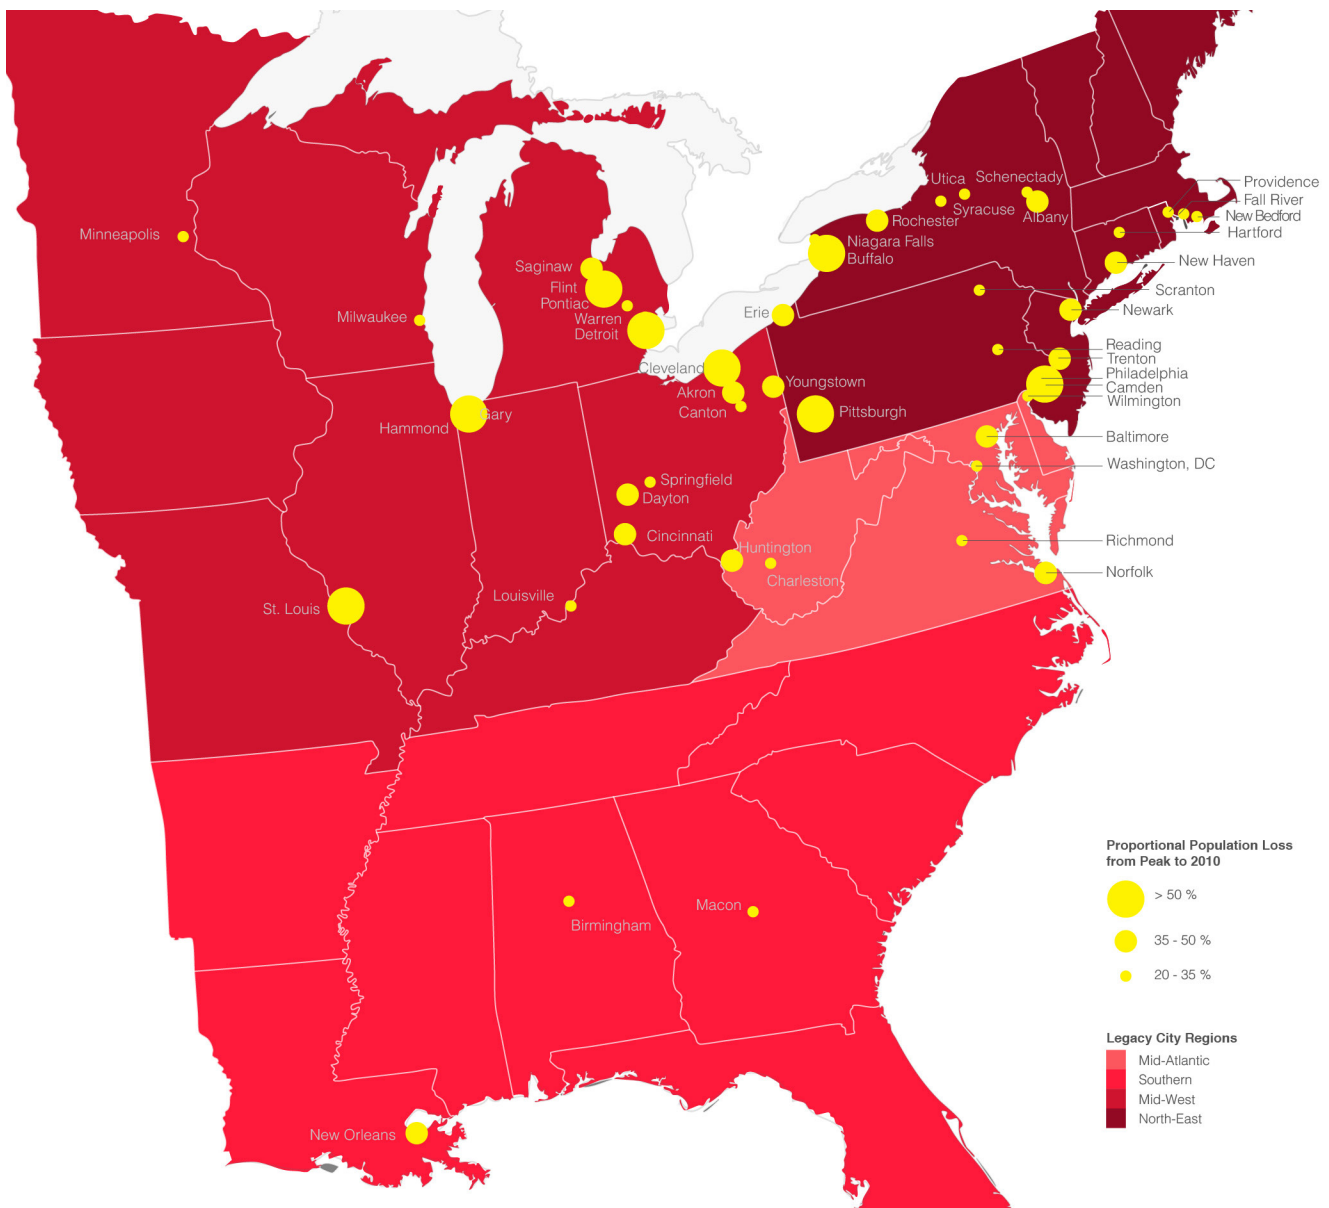 Utica
Schenectady
Providence
Fall River
New Bedford
Syracuse
Albany
Rochester
Hartford
Minneapolis
Niagara Falls
Buffalo
New Haven
Saginaw
Flint
Scranton
Pontiac
Erie
Newark
Milwaukee
Warren
Detroit
Reading
Trenton
Cleveland
Philadelphia
Youngstown
Camden
Akron
Wilmington
Canton
Gary
Pittsburgh
Hammond
Baltimore
Washington, DC
Springfield
Dayton
Cincinnati
Richmond
Huntington
Norfolk
Charleston
Louisville
St. Louis
Macon
Birmingham
New Orleans
Proportional Population Loss
from Peak to 2010
> 50 %
35 - 50 %
20 - 35 %
Legacy City Regions
Mid-Atlantic
Southern
Mid-West
North-East